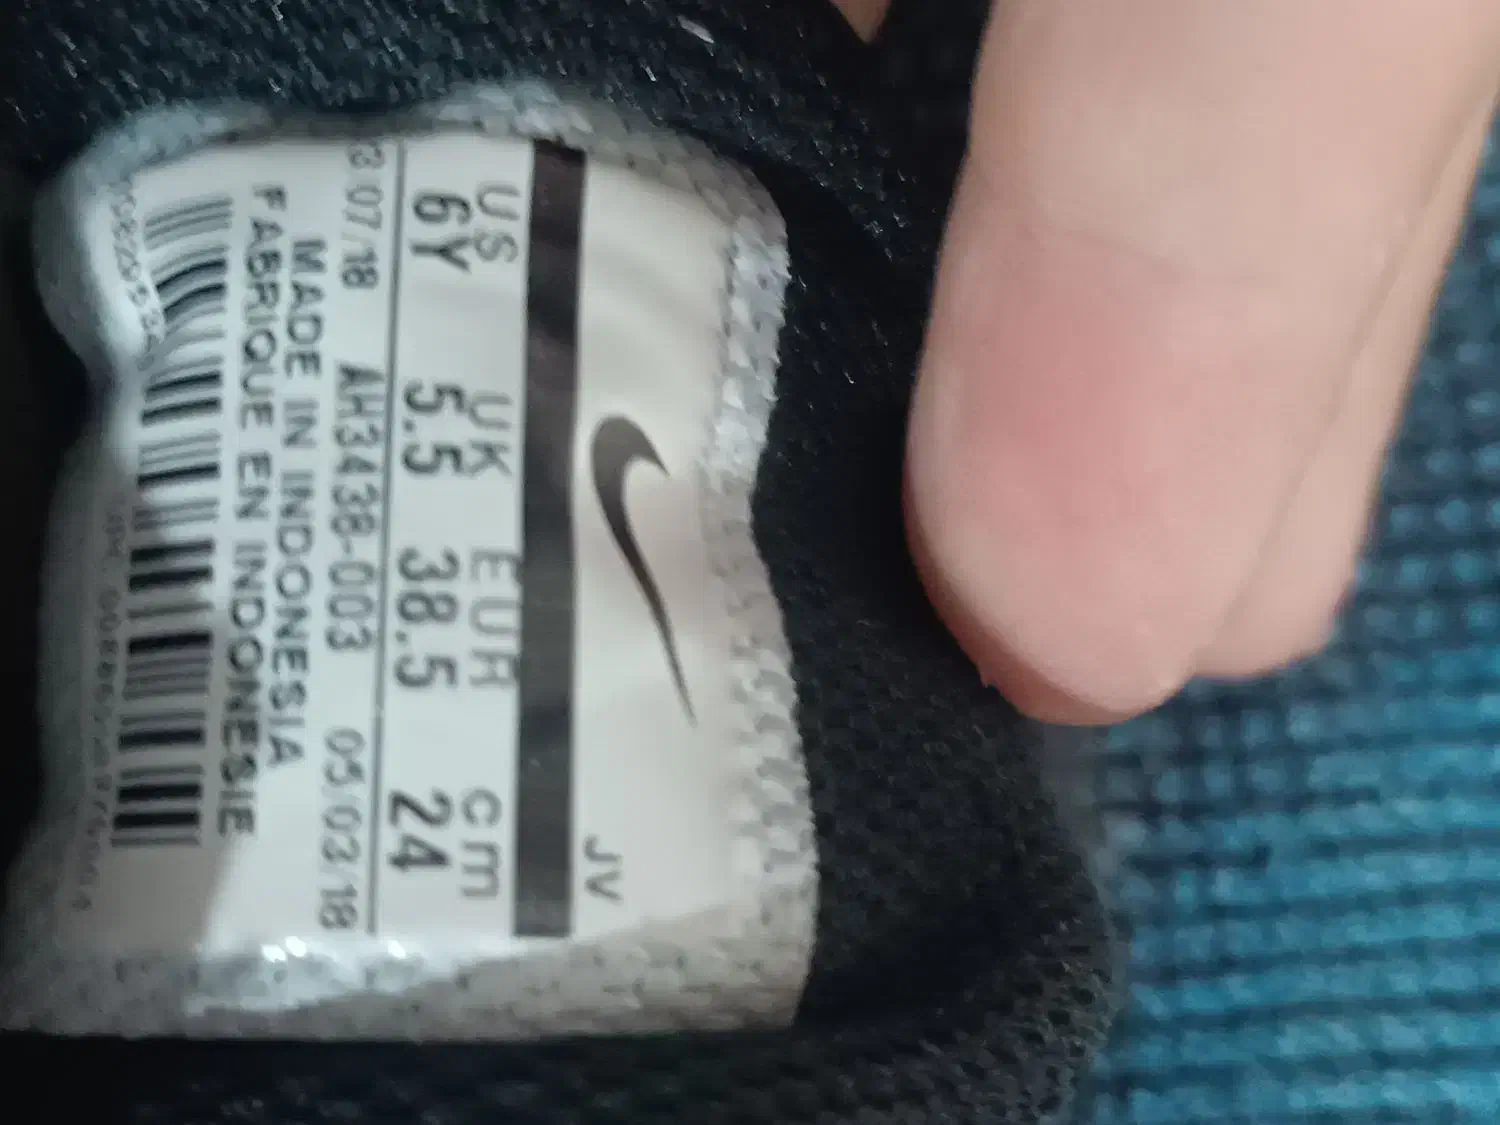 JV
US UK EUR cm
6Y 5.5 38.5 24
07/18 AH3438-003 05/03/18
MADE IN INDONESIA
FABRIQUE EN INDONESIE